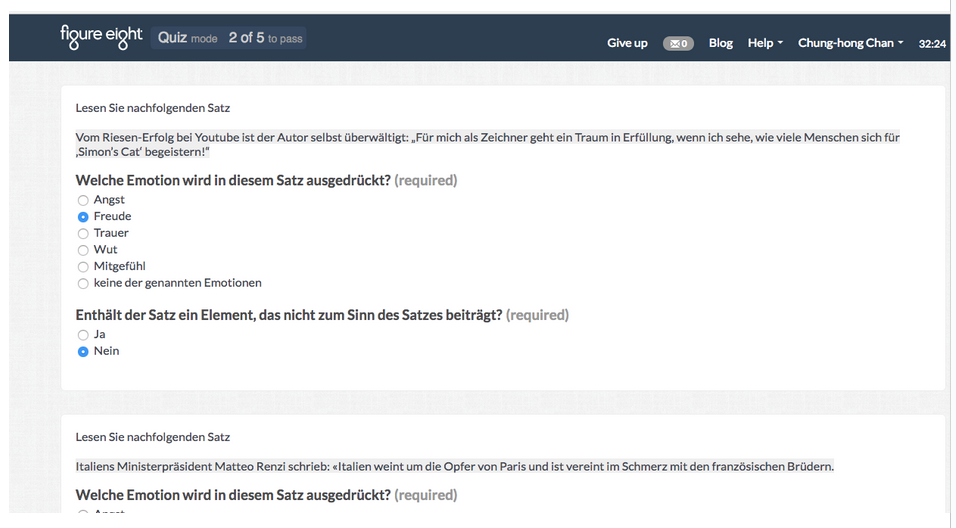 figure eight Quiz mode 2 of 5 to pass
Give up 0 Blog Help Chung-hong Chan 32:24
Lesen Sie nachfolgenden Satz
Vom Riesen-Erfolg bei Youtube ist der Autor selbst überwältigt: „Für mich als Zeichner geht ein Traum in Erfüllung, wenn ich sehe, wie viele Menschen sich für
‚Simon's Cat‘ begeistern!“
Welche Emotion wird in diesem Satz ausgedrückt? (required)
Angst
Freude
Trauer
Wut
Mitgefühl
keine der genannten Emotionen
Enthält der Satz ein Element, das nicht zum Sinn des Satzes beiträgt? (required)
Ja
Nein
Lesen Sie nachfolgenden Satz
Italiens Ministerpräsident Matteo Renzi schrieb: «Italien weint um die Opfer von Paris und ist vereint im Schmerz mit den französischen Brüdern.
Welche Emotion wird in diesem Satz ausgedrückt? (required)
Angst